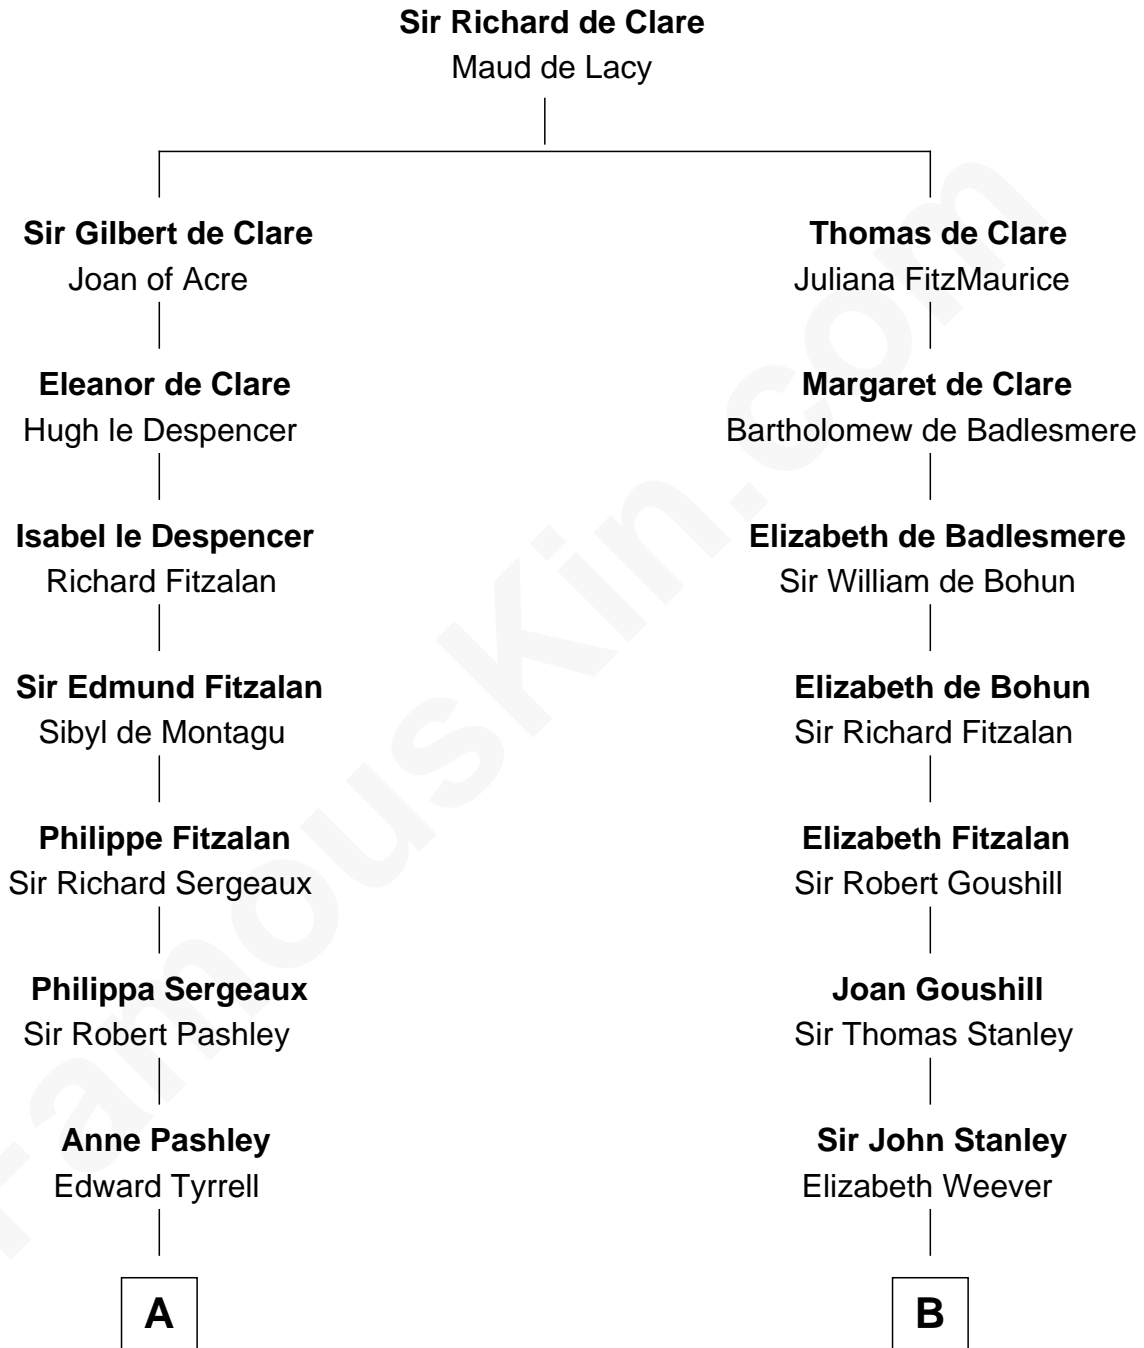 Sir Richard de Clare
Maud de Lacy
Sir Gilbert de Clare
Joan of Acre
Thomas de Clare
Juliana FitzMaurice
Eleanor de Clare
Hugh le Despencer
Margaret de Clare
Bartholomew de Badlesmere
Isabel le Despencer
Richard Fitzalan
Elizabeth de Badlesmere
Sir William de Bohun
Sir Edmund Fitzalan
Sibyl de Montagu
Elizabeth de Bohun
Sir Richard Fitzalan
Philippe Fitzalan
Sir Richard Sergeaux
Elizabeth Fitzalan
Sir Robert Goushill
Philippa Sergeaux
Sir Robert Pashley
Joan Goushill
Sir Thomas Stanley
Anne Pashley
Edward Tyrrell
Sir John Stanley
Elizabeth Weever
A
B
FamousKin.com